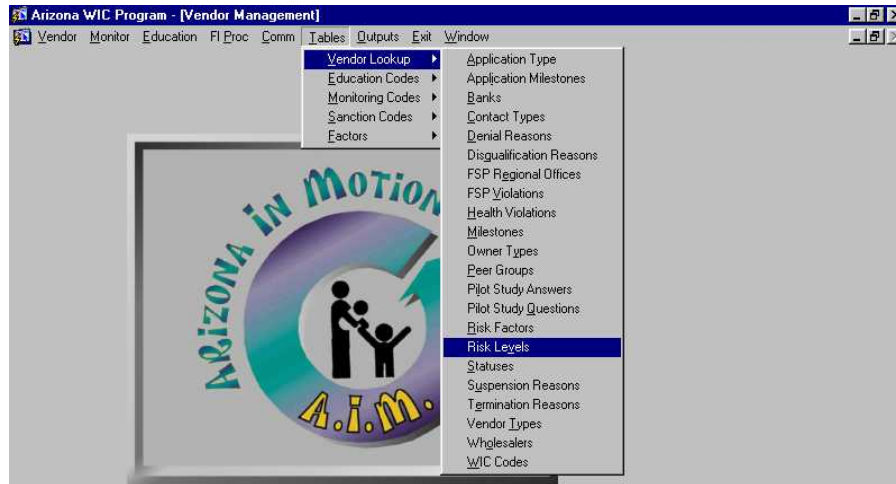 Arizona WIC Program - [Vendor Management]
Vendor Monitor Education FI Proc Comm Tables Outputs Exit Window
Vendor Lookup
Education Codes
Monitoring Codes
Sanction Codes
Factors
Application Type
Application Milestones
Banks
Contact Types
Denial Reasons
Disqualification Reasons
FSP Regional Offices
FSP Violations
Health Violations
Milestones
Owner Types
Peer Groups
Pilot Study Answers
Pilot Study Questions
Risk Factors
Risk Levels
Statuses
Suspension Reasons
Termination Reasons
Vendor Types
Wholesalers
WIC Codes
ARIZONA IN MOTION
A.I.M.